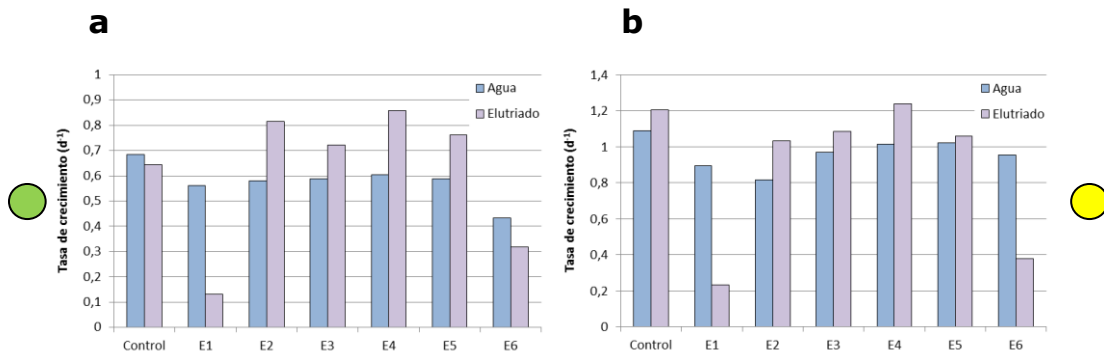 a
b
Tasa de crecimiento (d⁻¹)
1
0,9
0,8
0,7
0,6
0,5
0,4
0,3
0,2
0,1
0
Agua
Elutriado
Control E1 E2 E3 E4 E5 E6
Tasa de crecimiento (d⁻¹)
1,4
1,2
1
0,8
0,6
0,4
0,2
0
Agua
Elutriado
Control E1 E2 E3 E4 E5 E6